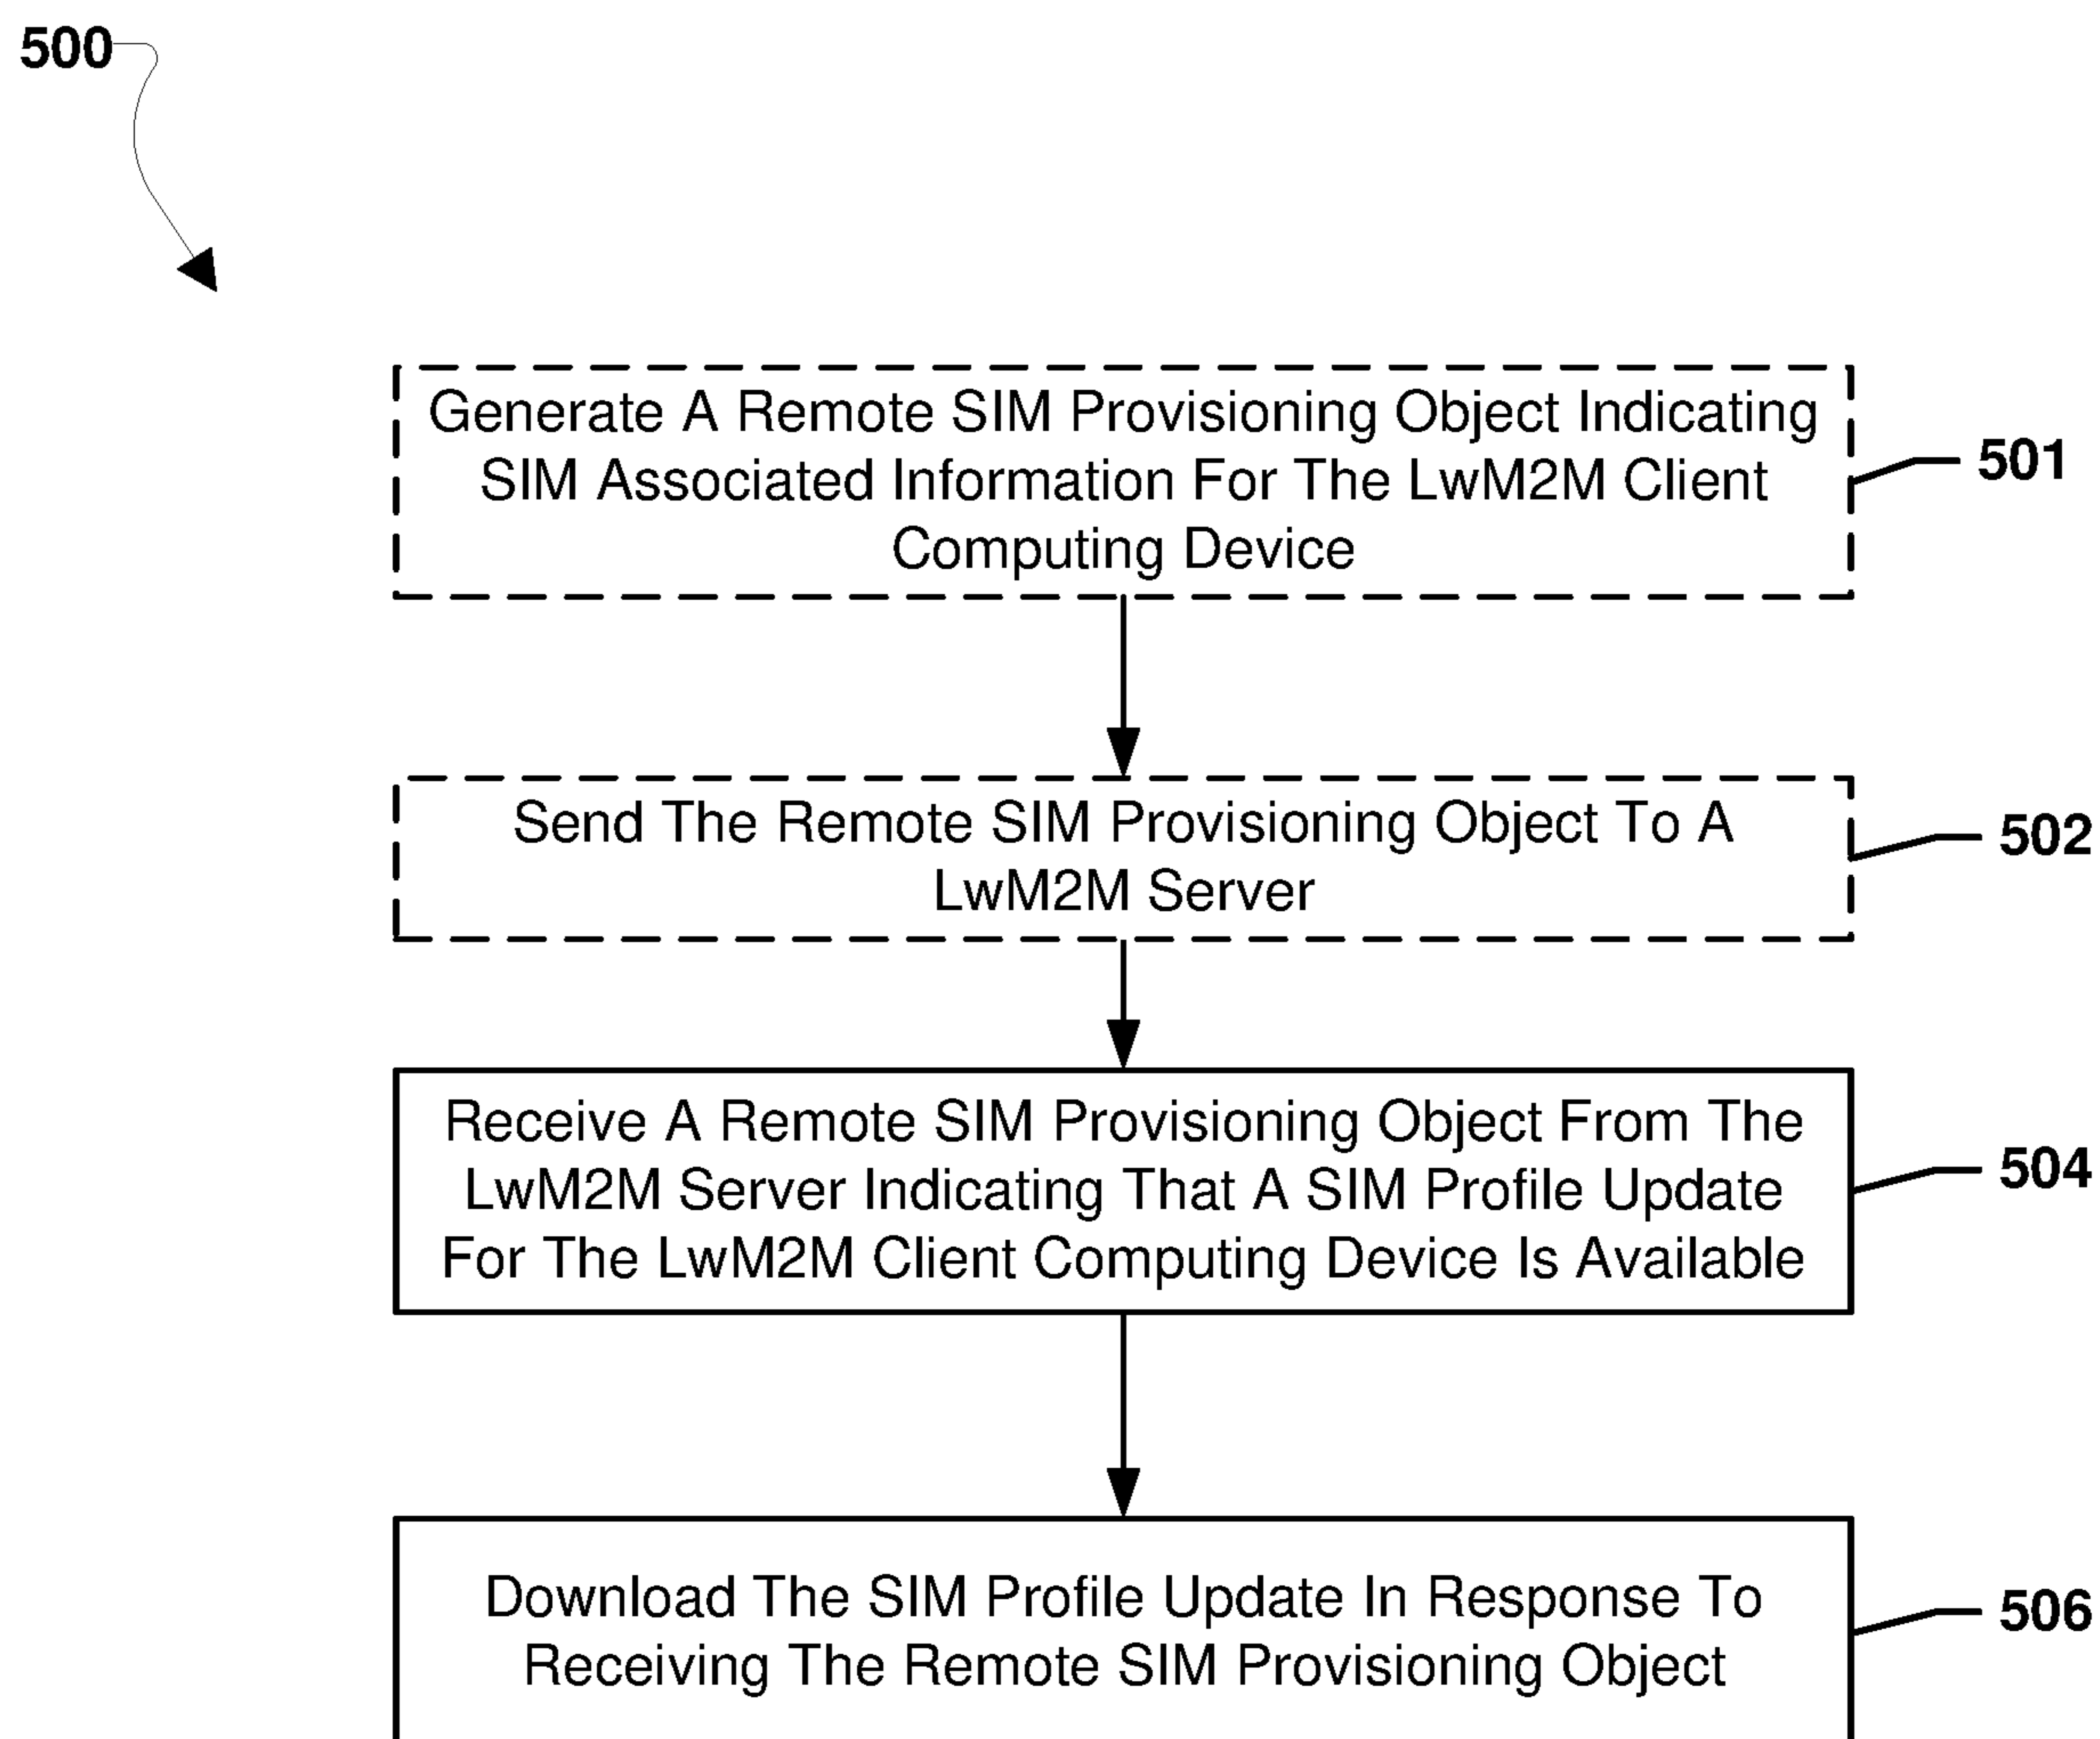 500
Generate A Remote SIM Provisioning Object Indicating
SIM Associated Information For The LwM2M Client
Computing Device
501
Send The Remote SIM Provisioning Object To A
LwM2M Server
502
Receive A Remote SIM Provisioning Object From The
LwM2M Server Indicating That A SIM Profile Update
For The LwM2M Client Computing Device Is Available
504
Download The SIM Profile Update In Response To
Receiving The Remote SIM Provisioning Object
506